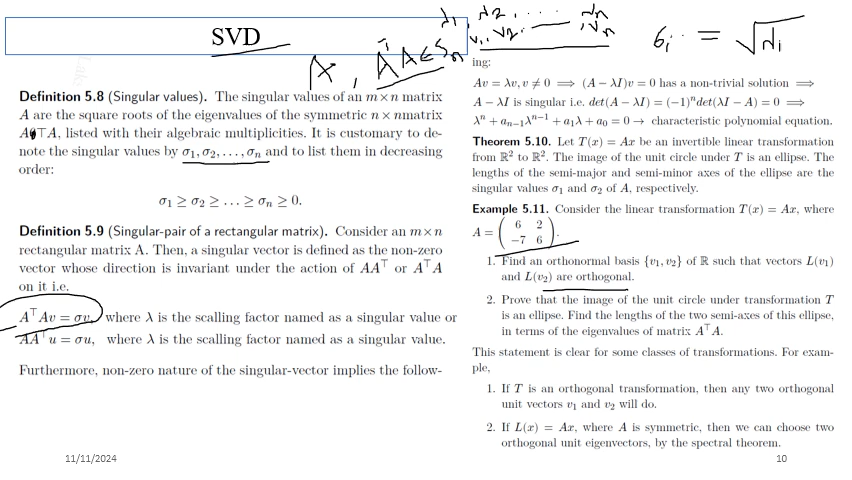 SVD
A , AᵀA ∈ Sₙ
λ₁, λ₂, . . . . λₙ
v₁, v₂, —— , vₙ
6ᵢ = √λᵢ
Definition 5.8 (Singular values). The singular values of an m×n matrix
A are the square roots of the eigenvalues of the symmetric n × nmatrix
A⊤A, listed with their algebraic multiplicities. It is customary to de-
note the singular values by σ₁, σ₂, . . . , σₙ and to list them in decreasing
order:
σ₁ ≥ σ₂ ≥ . . . ≥ σₙ ≥ 0.
Definition 5.9 (Singular-pair of a rectangular matrix). Consider an m×n
rectangular matrix A. Then, a singular vector is defined as the non-zero
vector whose direction is invariant under the action of AA⊤ or A⊤A
on it i.e.
A⊤Av = σv, where λ is the scalling factor named as a singular value or
AA⊤u = σu, where λ is the scalling factor named as a singular value.
Furthermore, non-zero nature of the singular-vector implies the follow-
ing:
Av = λv, v ≠ 0 ⟹ (A − λI)v = 0 has a non-trivial solution ⟹
A − λI is singular i.e. det(A − λI) = (−1)ⁿdet(λI − A) = 0 ⟹
λⁿ + aₙ₋₁λⁿ⁻¹ + a₁λ + a₀ = 0 → characteristic polynomial equation.
Theorem 5.10. Let T(x) = Ax be an invertible linear transformation
from ℝ² to ℝ². The image of the unit circle under T is an ellipse. The
lengths of the semi-major and semi-minor axes of the ellipse are the
singular values σ₁ and σ₂ of A, respectively.
Example 5.11. Consider the linear transformation T(x) = Ax, where
A = ( 6 2
−7 6 ).
1. Find an orthonormal basis {v₁, v₂} of ℝ such that vectors L(v₁)
and L(v₂) are orthogonal.
2. Prove that the image of the unit circle under transformation T
is an ellipse. Find the lengths of the two semi-axes of this ellipse,
in terms of the eigenvalues of matrix A⊤A.
This statement is clear for some classes of transformations. For exam-
ple,
1. If T is an orthogonal transformation, then any two orthogonal
unit vectors v₁ and v₂ will do.
2. If L(x) = Ax, where A is symmetric, then we can choose two
orthogonal unit eigenvectors, by the spectral theorem.
11/11/2024
10